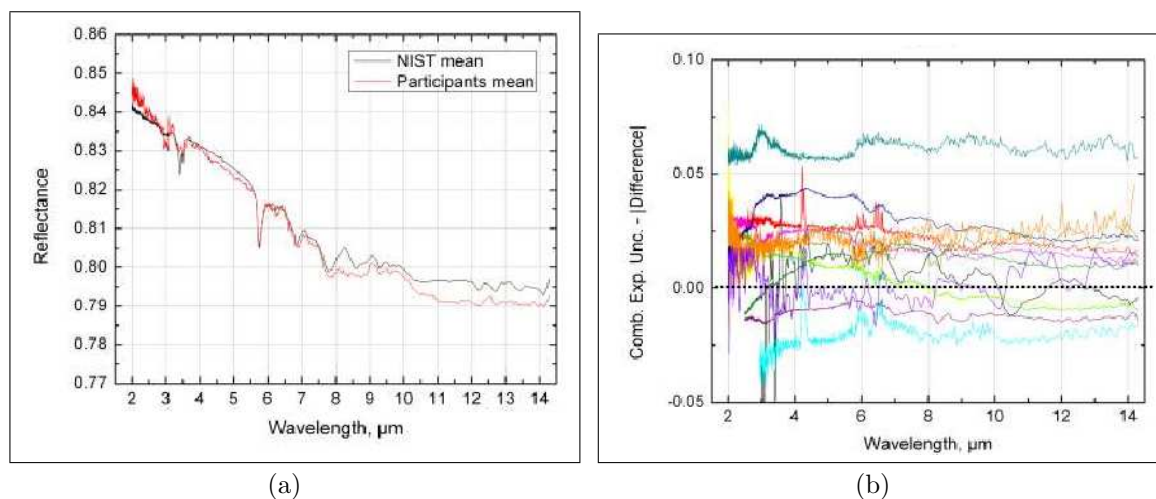 0.86
0.85
0.84
0.83
0.82
0.81
0.80
0.79
0.78
0.77
Reflectance
NIST mean
Participants mean
2 3 4 5 6 7 8 9 10 11 12 13 14
Wavelength, µm
(a)
0.10
0.05
0.00
-0.05
Comb. Exp. Unc. - |Difference|
2 4 6 8 10 12 14
Wavelength, µm
(b)